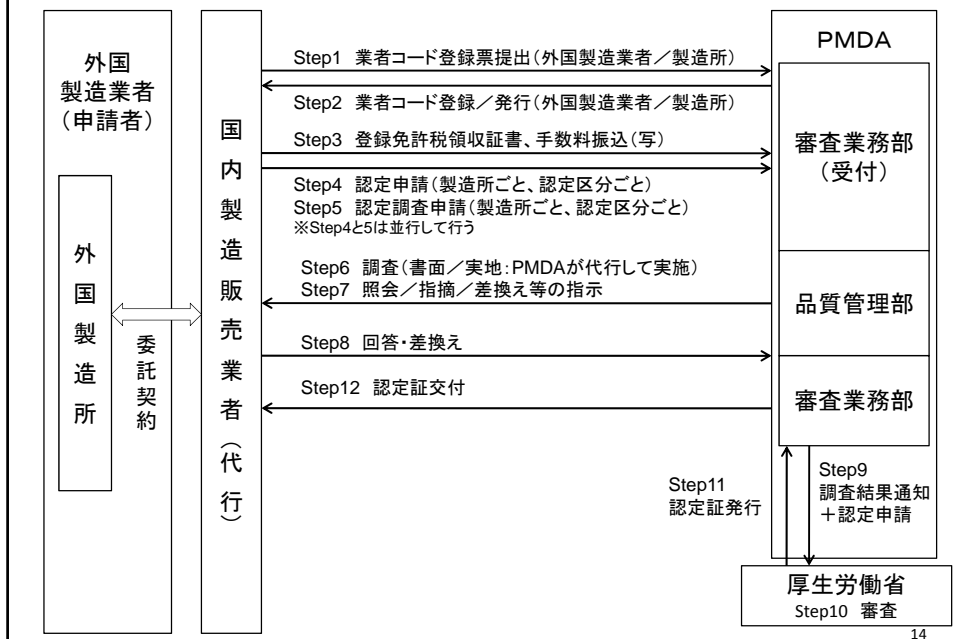 外国
製造業者
（申請者）
外国製造所
委託契約
国内製造販売業者（代行）
Step1 業者コード登録票提出（外国製造業者／製造所）
Step2 業者コード登録／発行（外国製造業者／製造所）
Step3 登録免許税領収証書、手数料振込（写）
Step4 認定申請（製造所ごと、認定区分ごと）
Step5 認定調査申請（製造所ごと、認定区分ごと）
※Step4と5は並行して行う
Step6 調査（書面／実地：PMDAが代行して実施）
Step7 照会／指摘／差換え等の指示
Step8 回答・差換え
Step12 認定証交付
PMDA
審査業務部
（受付）
品質管理部
審査業務部
Step11
認定証発行
Step9
調査結果通知
＋認定申請
厚生労働省
Step10 審査
14